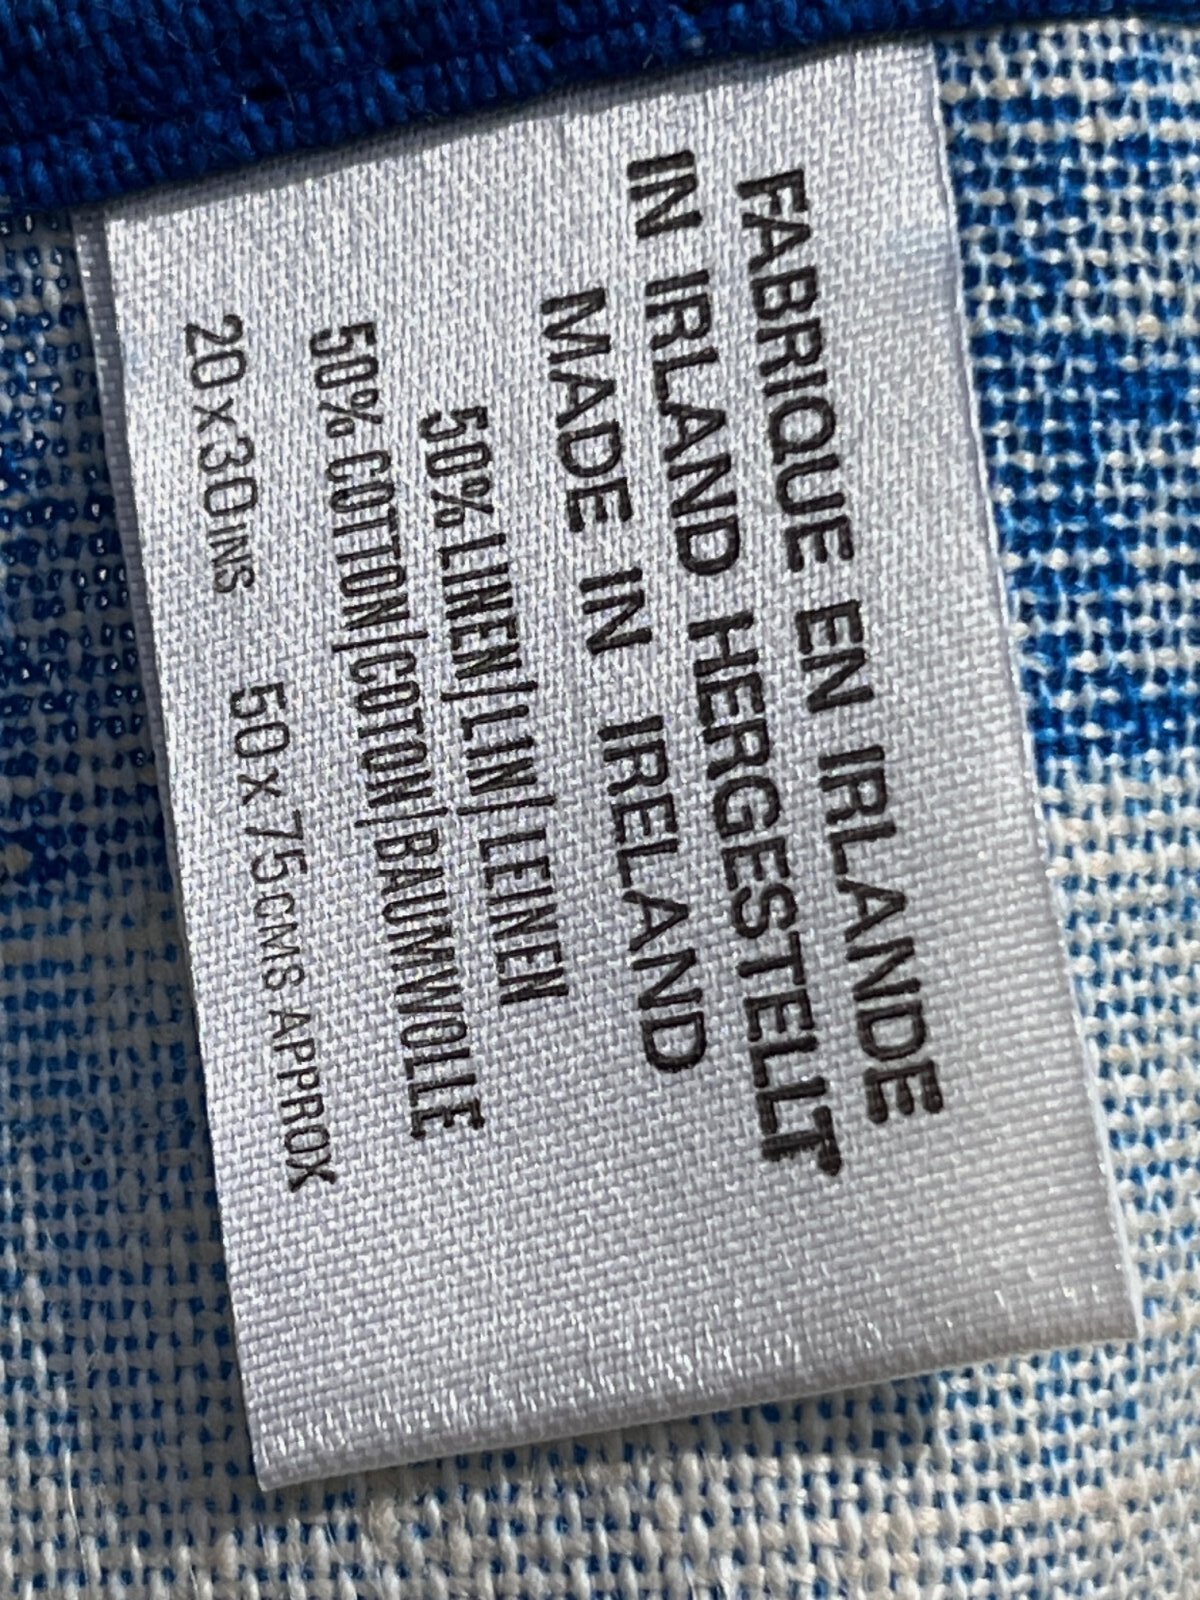 FABRIQUE EN IRLANDE
IN IRLAND HERGESTELLT
MADE IN IRELAND
50% LINEN/LIN/LEINEN
50% COTTON/COTON/BAUMWOLLE
20 x 30 INS 50 x 75 CMS APPROX